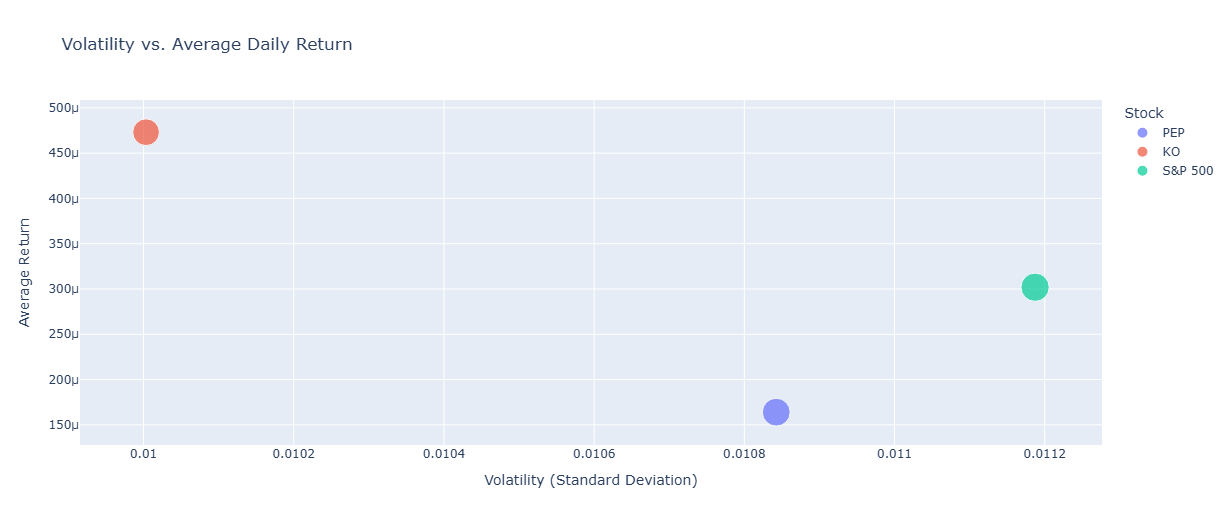 Volatility vs. Average Daily Return
500µ
450µ
400µ
350µ
300µ
250µ
200µ
150µ
Average Return
0.01 0.0102 0.0104 0.0106 0.0108 0.011 0.0112
Volatility (Standard Deviation)
Stock
PEP
KO
S&P 500